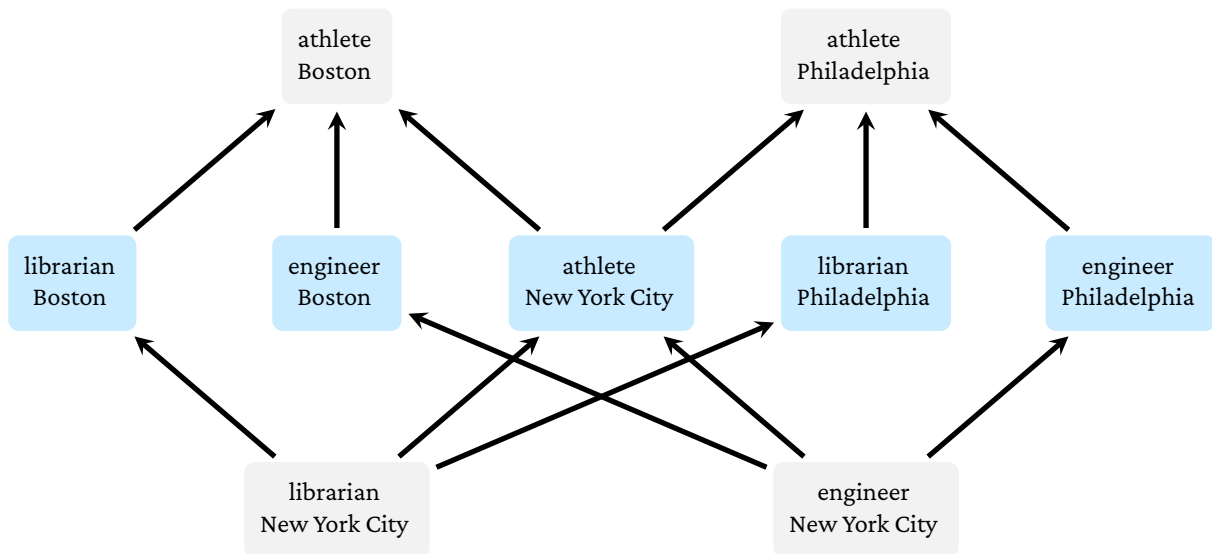 athlete
Boston
athlete
Philadelphia
librarian
Boston
engineer
Boston
athlete
New York City
librarian
Philadelphia
engineer
Philadelphia
librarian
New York City
engineer
New York City